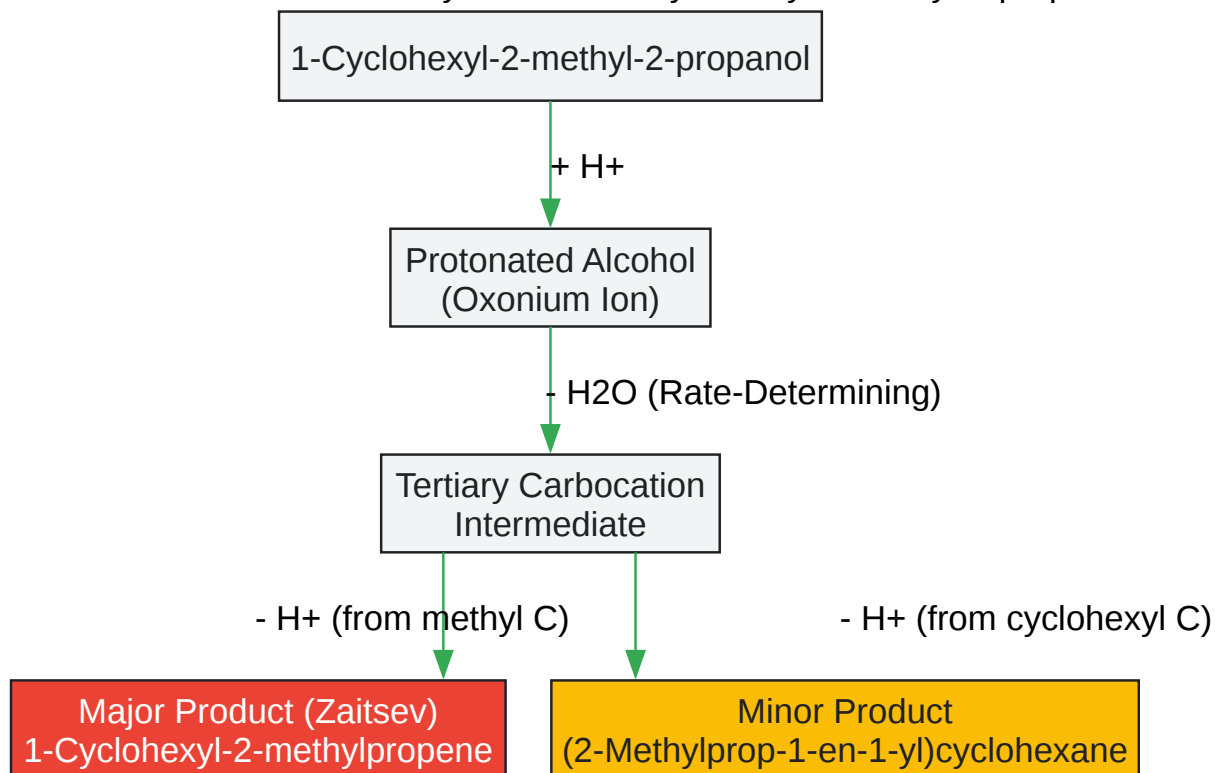 1-Cyclohexyl-2-methyl-2-propanol
+ H+
Protonated Alcohol
(Oxonium Ion)
- H2O (Rate-Determining)
Tertiary Carbocation
Intermediate
- H+ (from methyl C)
- H+ (from cyclohexyl C)
Major Product (Zaitsev)
1-Cyclohexyl-2-methylpropene
Minor Product
(2-Methylprop-1-en-1-yl)cyclohexane